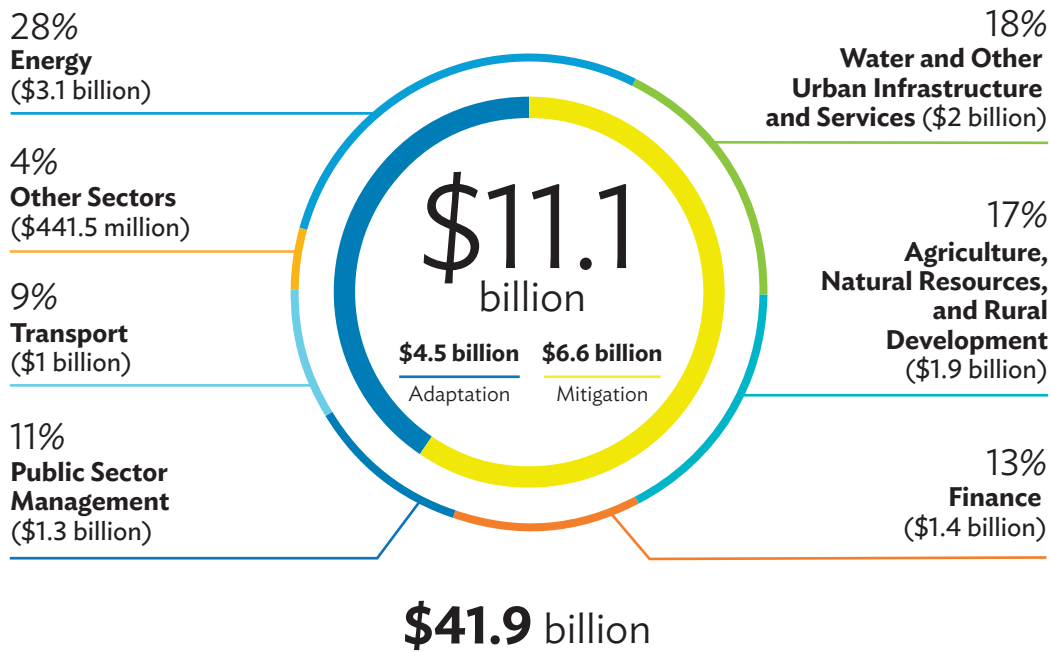 28%
Energy
($3.1 billion)
4%
Other Sectors
($441.5 million)
9%
Transport
($1 billion)
11%
Public Sector
Management
($1.3 billion)
$11.1
billion
$4.5 billion
Adaptation
$6.6 billion
Mitigation
18%
Water and Other
Urban Infrastructure
and Services ($2 billion)
17%
Agriculture,
Natural Resources,
and Rural
Development
($1.9 billion)
13%
Finance
($1.4 billion)
$41.9 billion